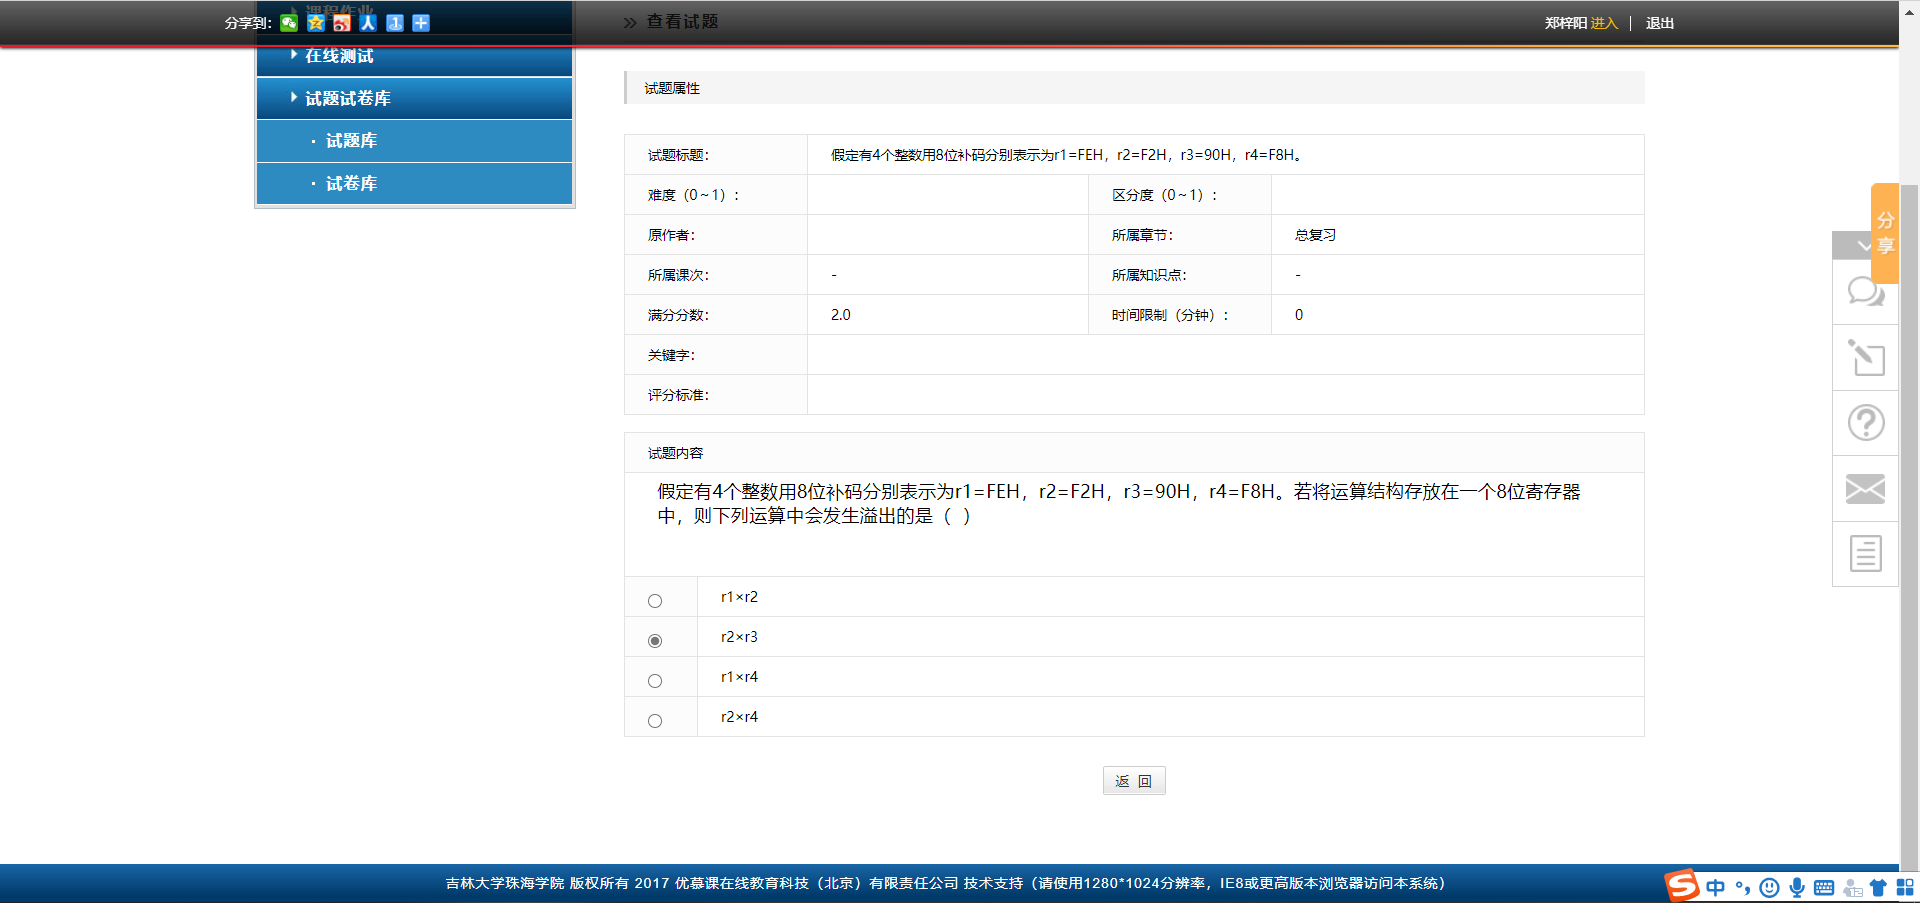 分享到：
课程作业
查看试题
郑梓阳 进入 | 退出
在线测试
试题试卷库
· 试题库
· 试卷库
试题属性
试题标题： 假定有4个整数用8位补码分别表示为r1=FEH，r2=F2H，r3=90H，r4=F8H。
难度（0～1）： 区分度（0～1）：
原作者： 所属章节： 总复习
所属课次： - 所属知识点： -
满分分数： 2.0 时间限制（分钟）： 0
关键字：
评分标准：
试题内容
假定有4个整数用8位补码分别表示为r1=FEH，r2=F2H，r3=90H，r4=F8H。若将运算结构存放在一个8位寄存器
中，则下列运算中会发生溢出的是（ ）
r1×r2
r2×r3
r1×r4
r2×r4
返 回
分
享
吉林大学珠海学院 版权所有 2017 优慕课在线教育科技（北京）有限责任公司 技术支持（请使用1280*1024分辨率，IE8或更高版本浏览器访问本系统）
中